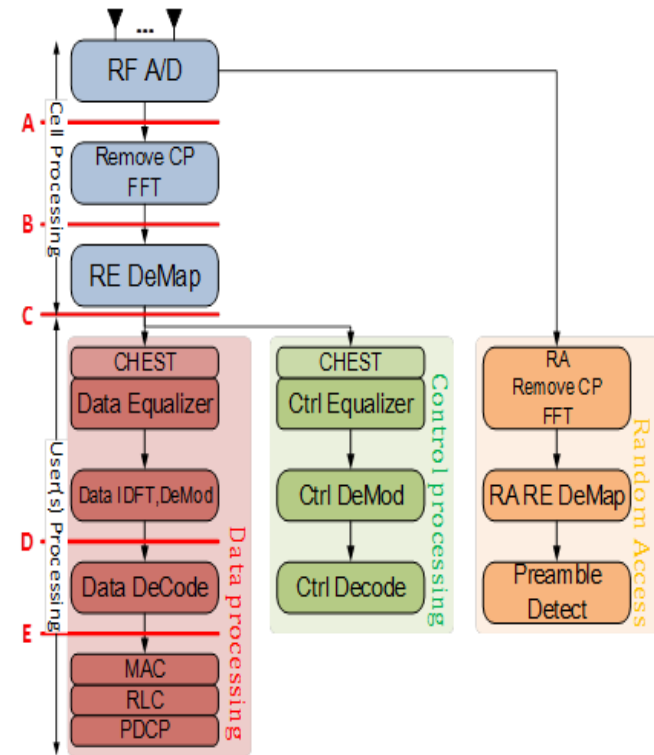 ...
RF A/D
A
Cell Processing
Remove CP
FFT
B
RE DeMap
C
CHEST
Data Equalizer
Data IDFT,DeMod
D
Data DeCode
E
MAC
RLC
PDCP
User(s) Processing
Data processing
CHEST
Ctrl Equalizer
Ctrl DeMod
Ctrl Decode
Control processing
RA
Remove CP
FFT
RA RE DeMap
Preamble
Detect
Random Access